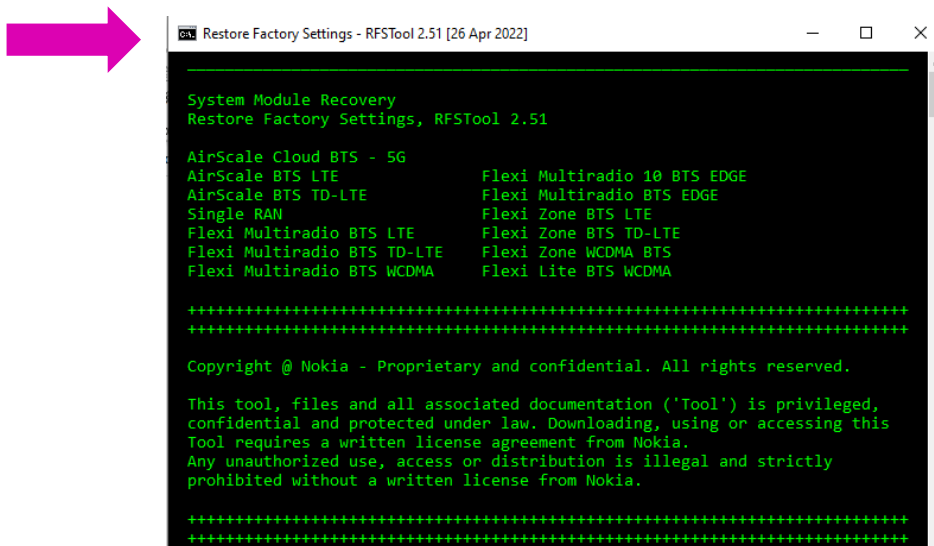 Restore Factory Settings - RFSTool 2.51 [26 Apr 2022]
System Module Recovery
Restore Factory Settings, RFSTool 2.51
AirScale Cloud BTS - 5G
AirScale BTS LTE Flexi Multiradio 10 BTS EDGE
AirScale BTS TD-LTE Flexi Multiradio BTS EDGE
Single RAN Flexi Zone BTS LTE
Flexi Multiradio BTS LTE Flexi Zone BTS TD-LTE
Flexi Multiradio BTS TD-LTE Flexi Zone WCDMA BTS
Flexi Multiradio BTS WCDMA Flexi Lite BTS WCDMA
++++++++++++++++++++++++++++++++++++++++++++++++++++++++++++++++++++++++++++
++++++++++++++++++++++++++++++++++++++++++++++++++++++++++++++++++++++++++++
Copyright @ Nokia - Proprietary and confidential. All rights reserved.
This tool, files and all associated documentation ('Tool') is privileged,
confidential and protected under law. Downloading, using or accessing this
Tool requires a written license agreement from Nokia.
Any unauthorized use, access or distribution is illegal and strictly
prohibited without a written license from Nokia.
++++++++++++++++++++++++++++++++++++++++++++++++++++++++++++++++++++++++++++
++++++++++++++++++++++++++++++++++++++++++++++++++++++++++++++++++++++++++++